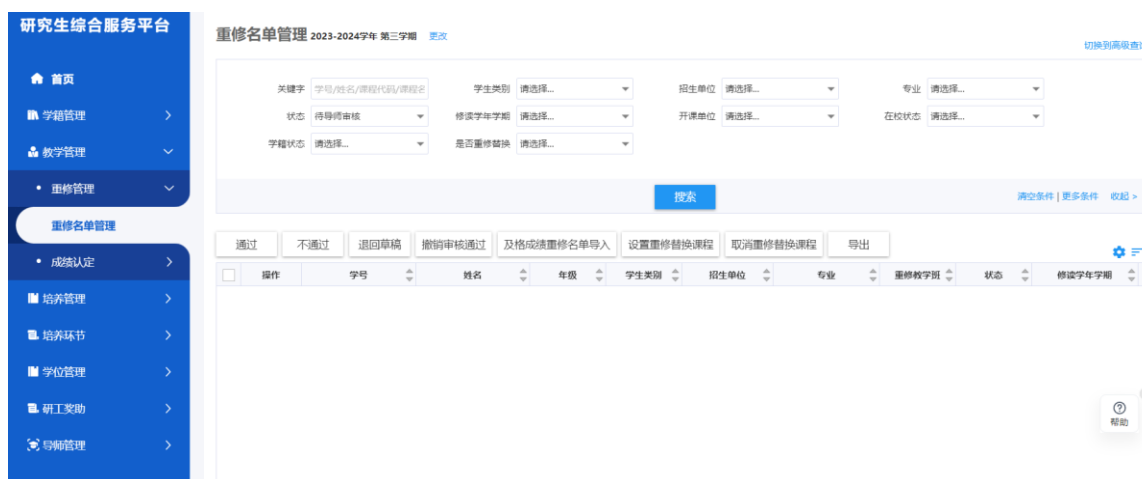 研究生综合服务平台
首页
学籍管理
教学管理
重修管理
重修名单管理
成绩认定
培养管理
培养环节
学位管理
研工奖助
导师管理
重修名单管理 2023-2024学年 第三学期 更改
切换到高级查
关键字 学号/姓名/课程代码/课程名 学生类别 请选择... 招生单位 请选择... 专业 请选择...
状态 待导师审核 修读学年学期 请选择... 开课单位 请选择... 在校状态 请选择...
学籍状态 请选择... 是否重修替换 请选择...
搜索 清空条件 | 更多条件 收起 >
通过 不通过 退回草稿 撤销审核通过 及格成绩重修名单导入 设置重修替换课程 取消重修替换课程 导出
操作 学号 姓名 年级 学生类别 招生单位 专业 重修教学班 状态 修读学年学期
帮助